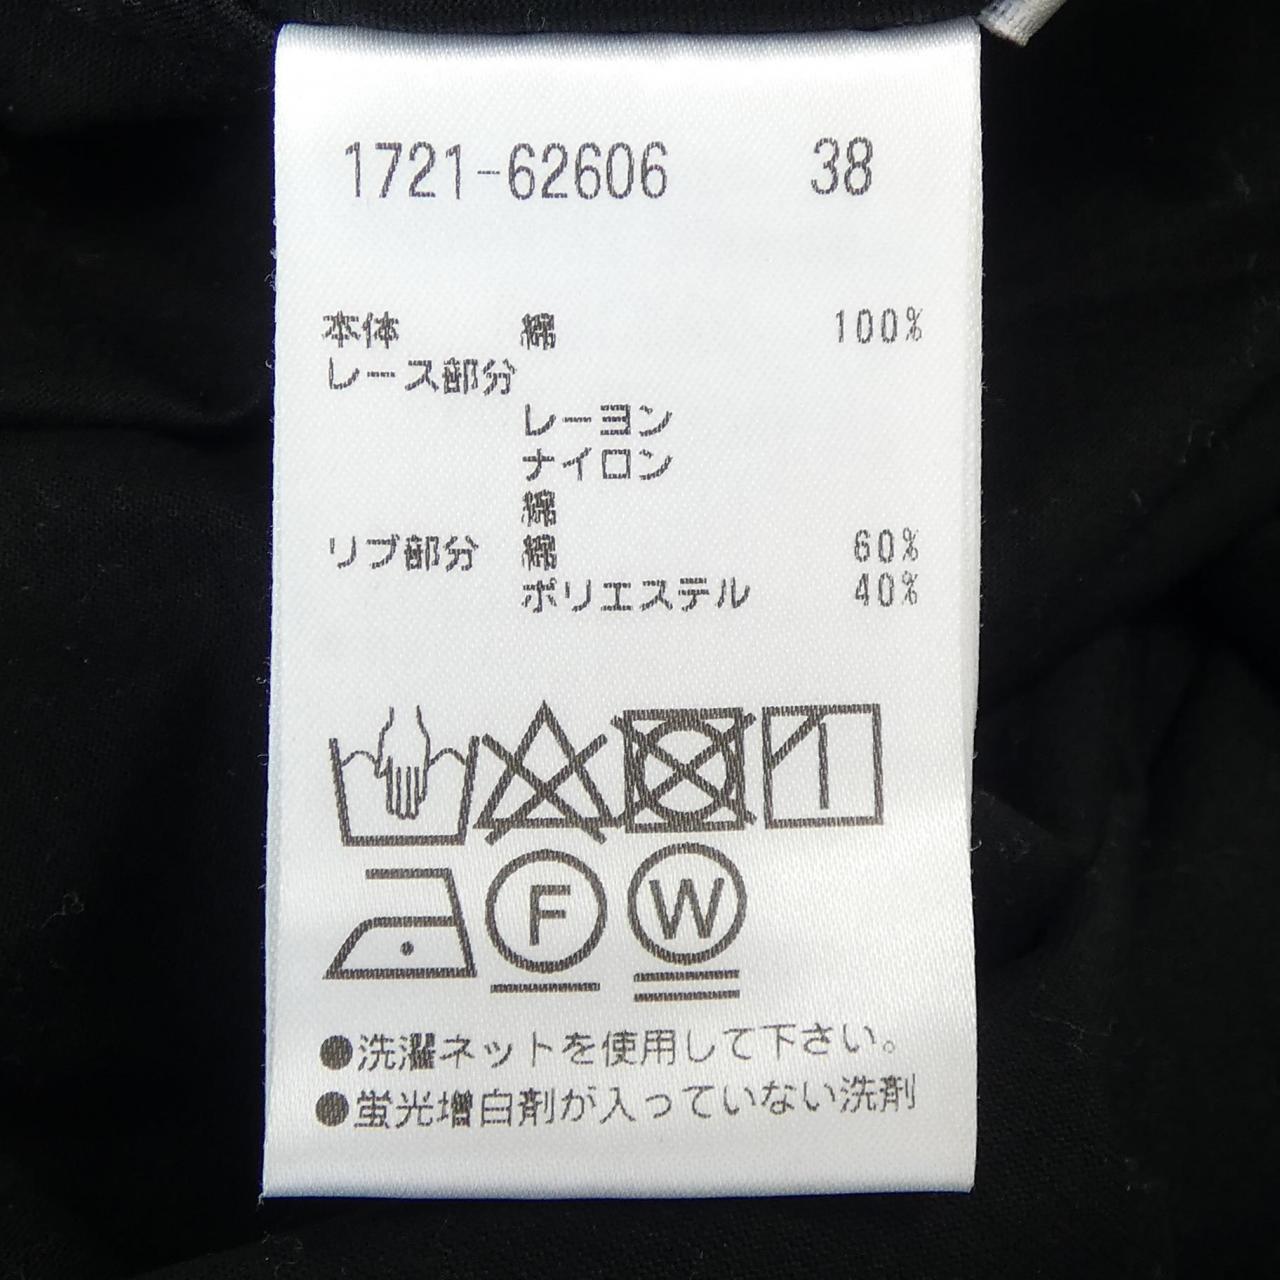 1721-62606 38
本体 綿 100%
レース部分
レーヨン
ナイロン
綿
リブ部分 綿 60%
ポリエステル 40%
F W
●洗濯ネットを使用して下さい。
●蛍光増白剤が入っていない洗剤